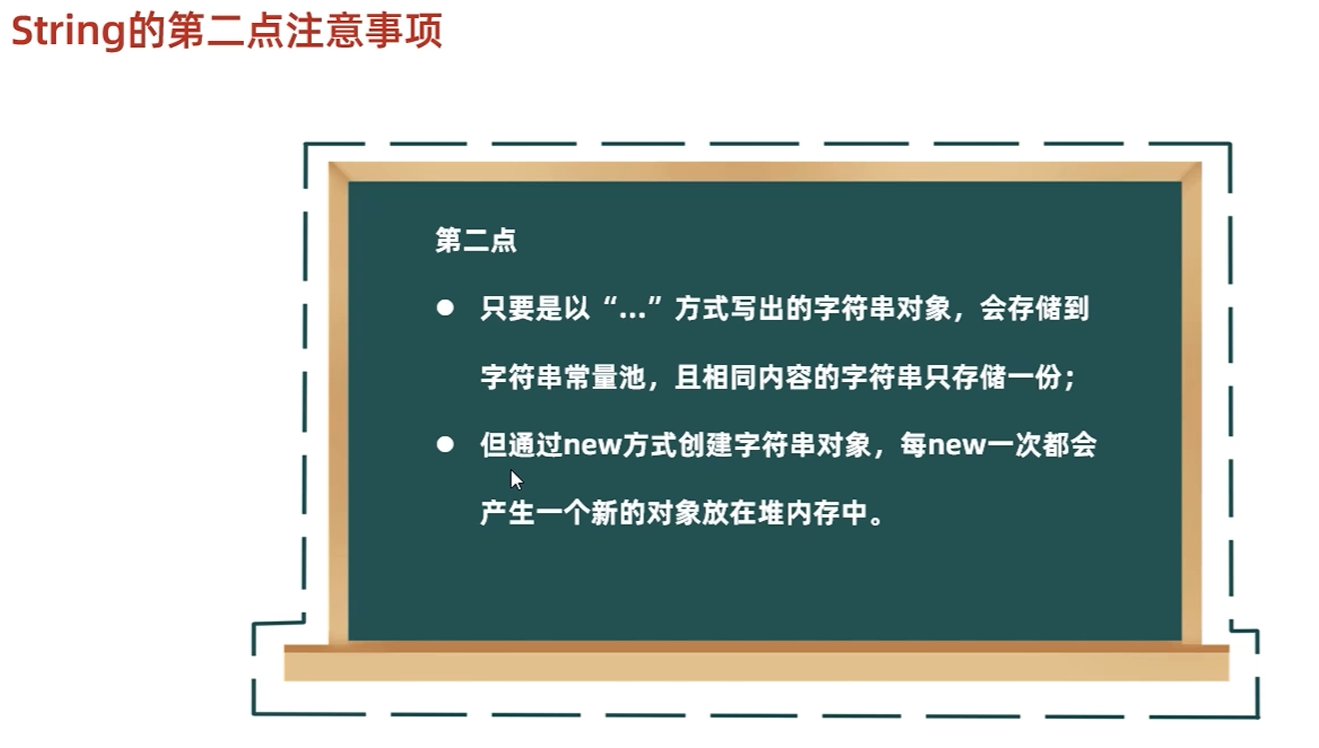 String的第二点注意事项
第二点
● 只要是以“...”方式写出的字符串对象，会存储到
字符串常量池，且相同内容的字符串只存储一份；
● 但通过new方式创建字符串对象，每new一次都会
产生一个新的对象放在堆内存中。